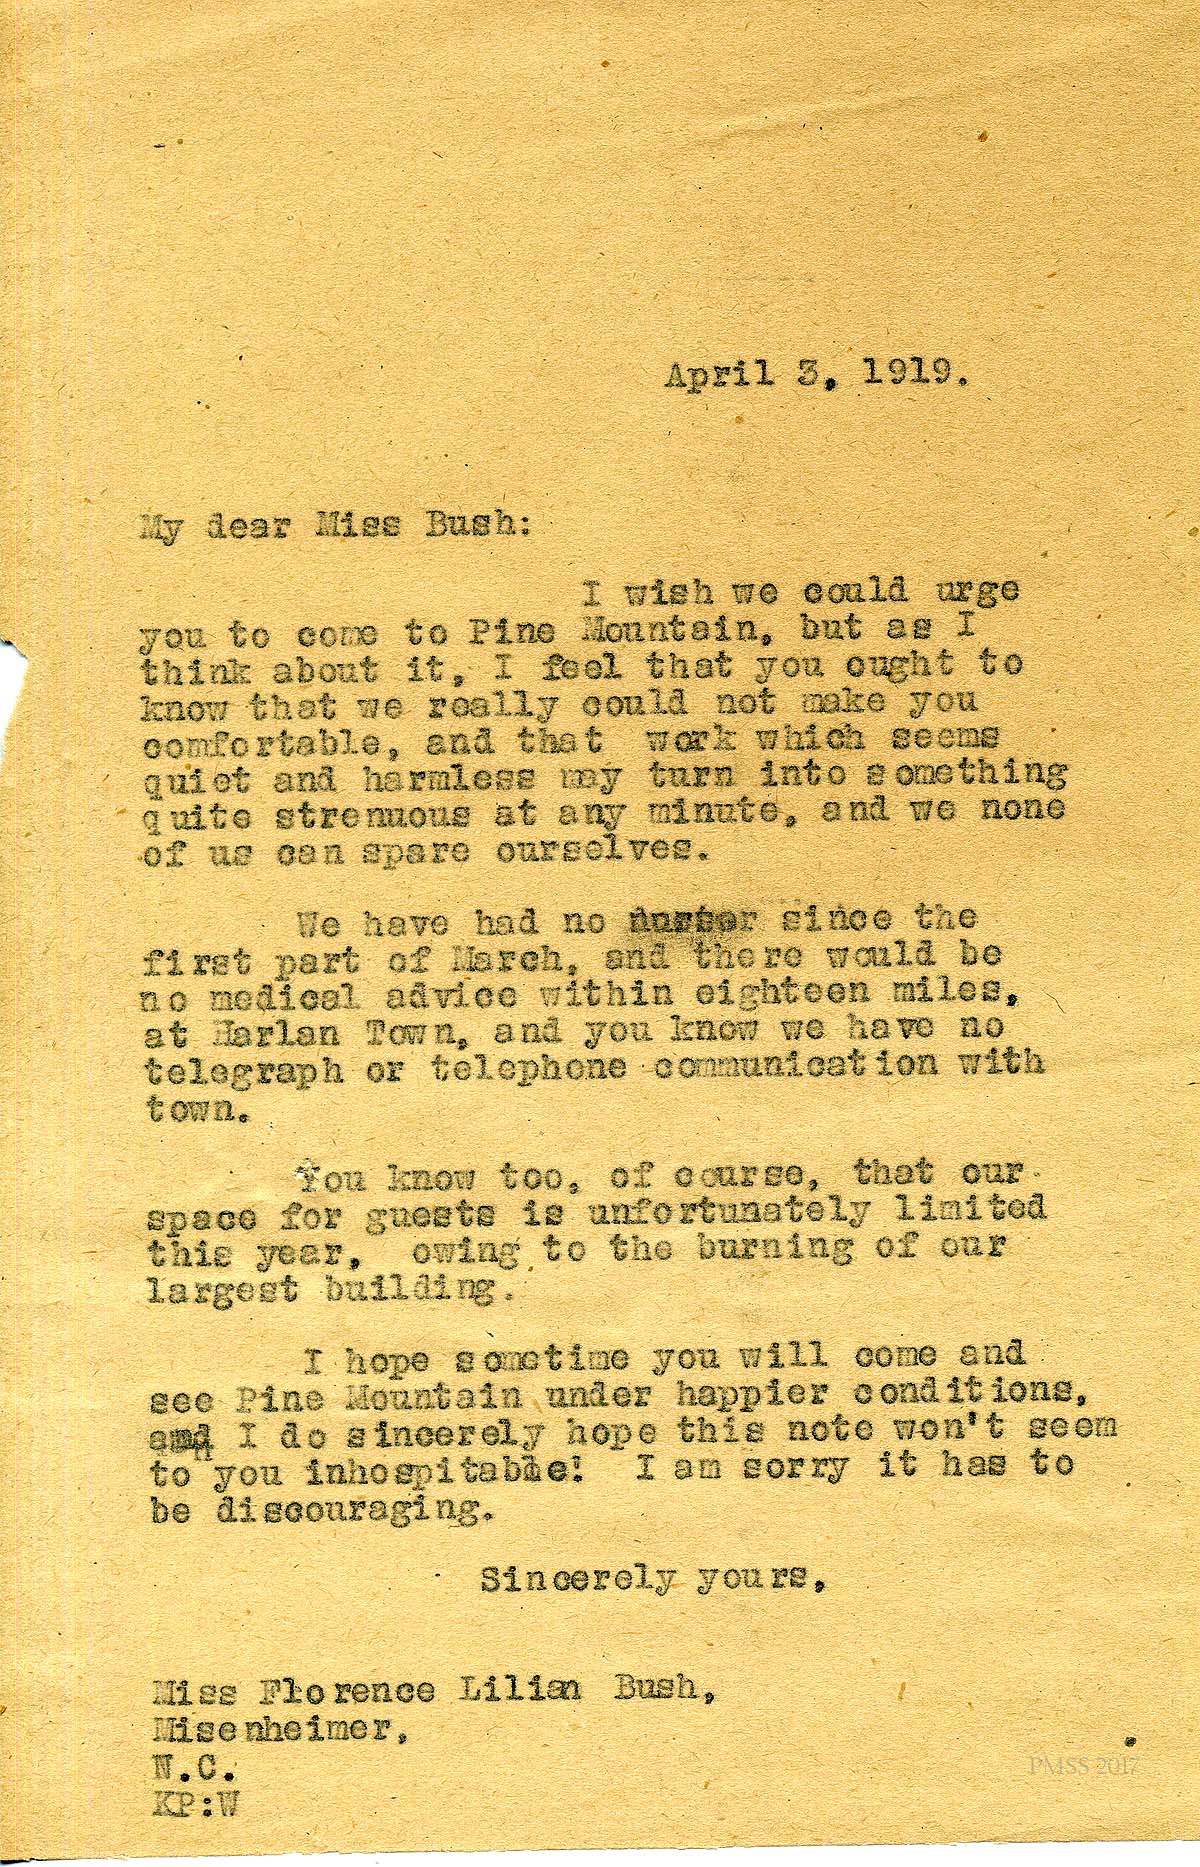 April 3, 1919.
My dear Miss Bush:
I wish we could urge
you to come to Pine Mountain, but as I
think about it, I feel that you ought to
know that we really could not make you
comfortable, and that work which seems
quiet and harmless may turn into something
quite strenuous at any minute, and we none
of us can spare ourselves.
We have had no since the
first part of March, and there would be
no medical advice within eighteen miles,
at Harlan Town, and you know we have no
telegraph or telephone communication with
town.
You know too, of course, that our
space for guests is unfortunately limited
this year, owing to the burning of our
largest building.
I hope sometime you will come and
see Pine Mountain under happier conditions,
and I do sincerely hope this note won't seem
to you inhospitable! I am sorry it has to
be discouraging.
Sincerely yours,
Miss Florence Lilian Bush,
Misenheimer,
N.C.
KP:W
PMSS 2017